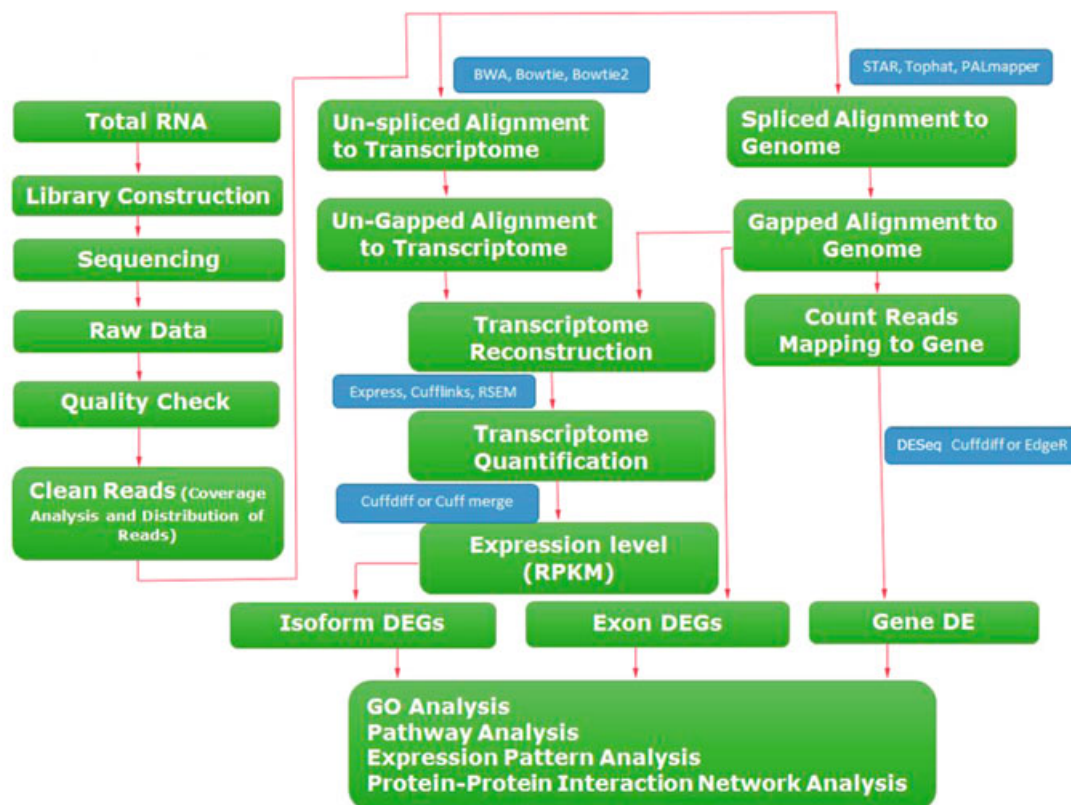 BWA, Bowtie, Bowtie2
STAR, Tophat, PALmapper
Total RNA
Library Construction
Sequencing
Raw Data
Quality Check
Clean Reads (Coverage
Analysis and Distribution of
Reads)
Un-spliced Alignment
to Transcriptome
Un-Gapped Alignment
to Transcriptome
Spliced Alignment to
Genome
Gapped Alignment to
Genome
Count Reads
Mapping to Gene
Transcriptome
Reconstruction
Express, Cufflinks, RSEM
Transcriptome
Quantification
DESeq Cuffdiff or EdgeR
Cuffdiff or Cuff merge
Expression level
(RPKM)
Isoform DEGs
Exon DEGs
Gene DE
GO Analysis
Pathway Analysis
Expression Pattern Analysis
Protein-Protein Interaction Network Analysis